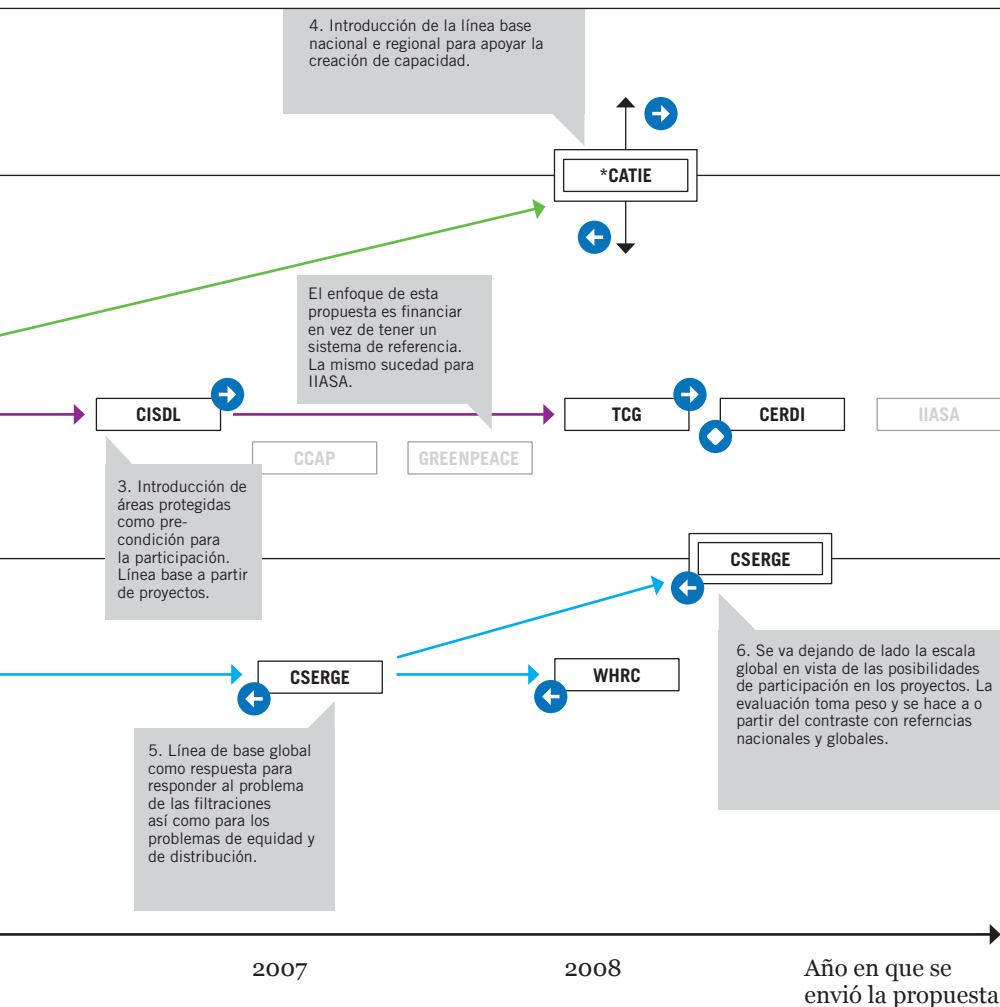 4. Introducción de la línea base
nacional e regional para apoyar la
creación de capacidad.
*CATIE
El enfoque de esta
propuesta es financiar
en vez de tener un
sistema de referencia.
La mismo sucedad para
IIASA.
CISDL
TCG
CERDI
IIASA
CCAP
GREENPEACE
3. Introducción de
áreas protegidas
como pre-
condición para
la participación.
Línea base a partir
de proyectos.
CSERGE
CSERGE
WHRC
6. Se va dejando de lado la escala
global en vista de las posibilidades
de participación en los proyectos. La
evaluación toma peso y se hace a o
partir del contraste con referncias
nacionales y globales.
5. Línea de base global
como respuesta para
responder al problema
de las filtraciones
así como para los
problemas de equidad y
de distribución.
2007
2008
Año en que se
envió la propuesta